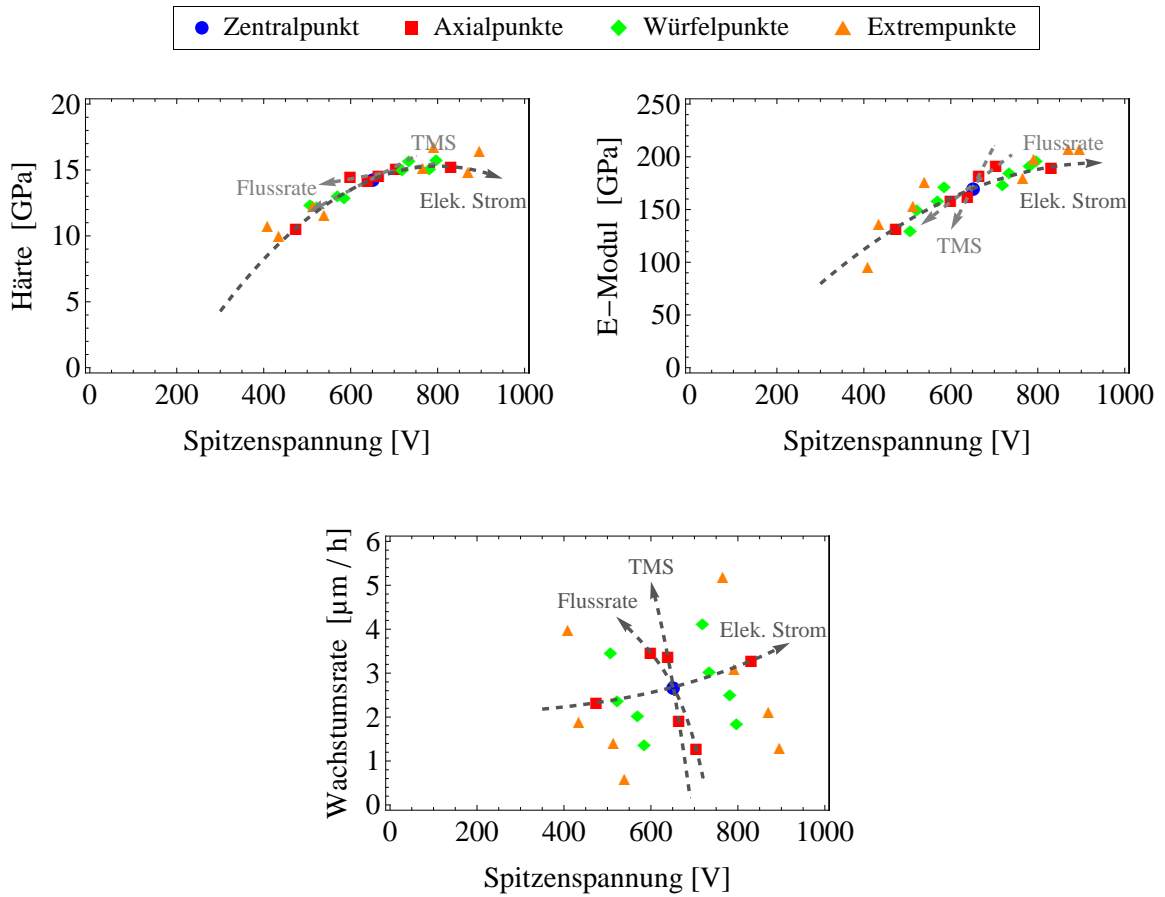 Zentralpunkt Axialpunkte Würfelpunkte Extrempunkte
20
15
10
5
0
Härte [GPa]
TMS
Flussrate
Elek. Strom
0 200 400 600 800 1000
Spitzenspannung [V]
250
200
150
100
50
0
E−Modul [GPa]
Flussrate
Elek. Strom
TMS
0 200 400 600 800 1000
Spitzenspannung [V]
6
5
4
3
2
1
0
Wachstumsrate [µm / h]
TMS
Flussrate
Elek. Strom
0 200 400 600 800 1000
Spitzenspannung [V]